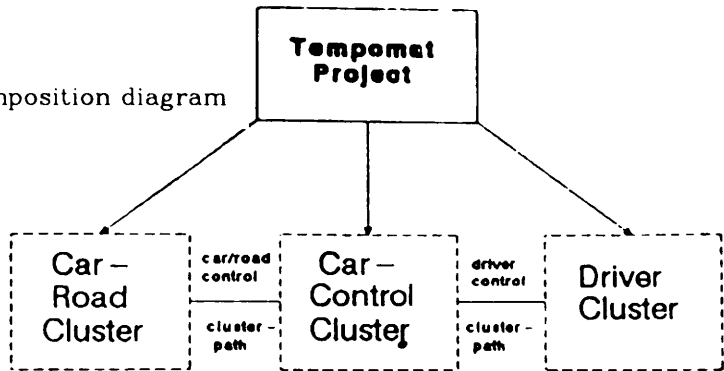 Tempomat
Project
mposition diagram
Car –
Road
Cluster
car/road
control
cluster –
path
Car –
Control
Cluster
driver
control
cluster –
path
Driver
Cluster